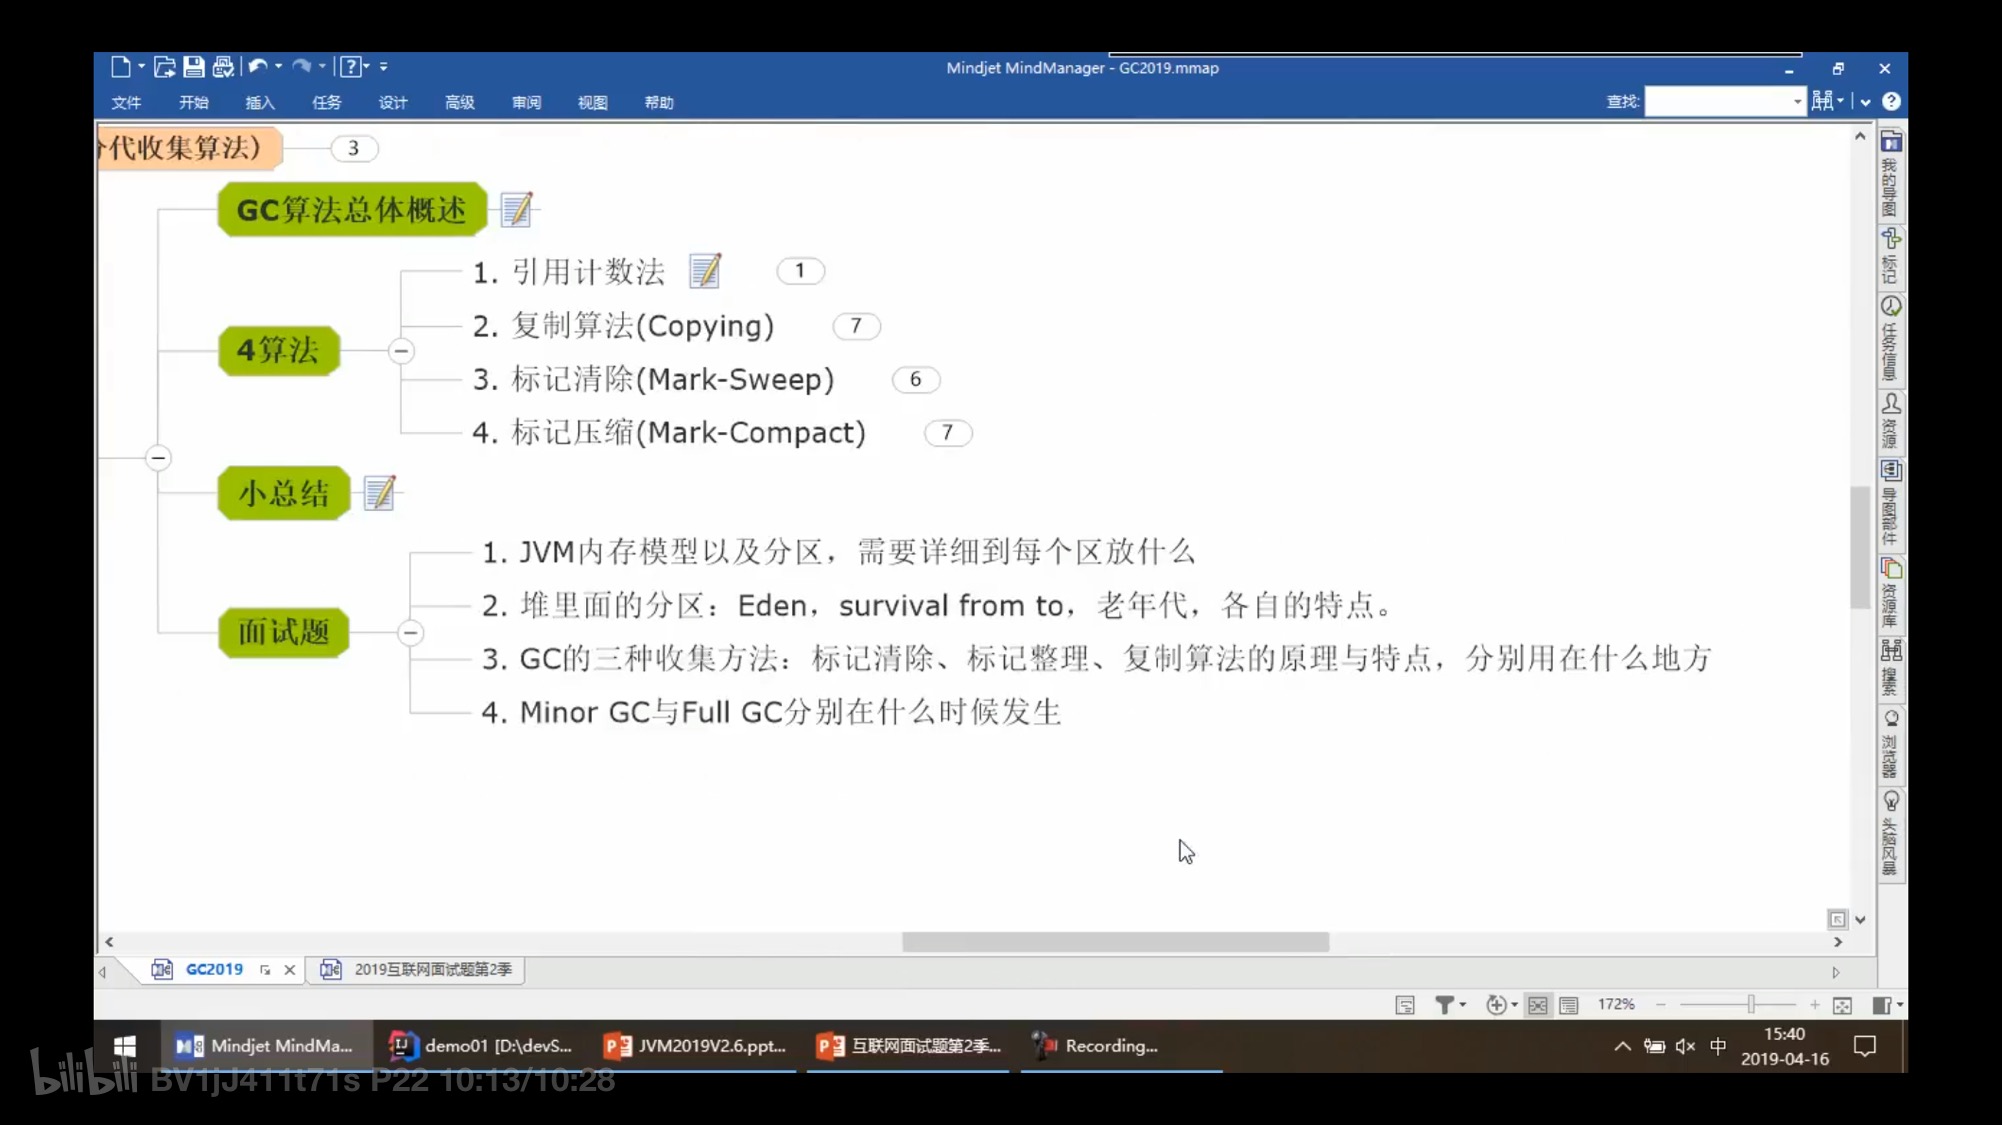 Mindjet MindManager - GC2019.mmap
文件 开始 插入 任务 设计 高级 审阅 视图 帮助 查找:
代收集算法） 3
GC算法总体概述
4算法
1. 引用计数法 1
2. 复制算法(Copying) 7
3. 标记清除(Mark-Sweep) 6
4. 标记压缩(Mark-Compact) 7
小总结
面试题
1. JVM内存模型以及分区，需要详细到每个区放什么
2. 堆里面的分区：Eden，survival from to，老年代，各自的特点。
3. GC的三种收集方法：标记清除、标记整理、复制算法的原理与特点，分别用在什么地方
4. Minor GC与Full GC分别在什么时候发生
我的导图
标记
任务信息
资源
导图部件
资源库
搜索
浏览器
头脑风暴
GC2019 2019互联网面试题第2季
172%
Mindjet MindMa... demo01 [D:\devS... JVM2019V2.6.ppt... 互联网面试题第2季... Recording... 中 15:40
2019-04-16
bilibili BV1jJ411t71s P22 10:13/10:28